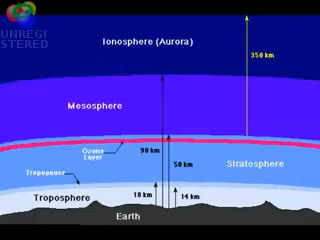 UNREGI
STERED
Ionosphere (Aurora)
350 km
Mesosphere
Ozone
Layer
90 km
50 km
Stratosphere
Tropopause
Troposphere
18 km
14 km
Earth